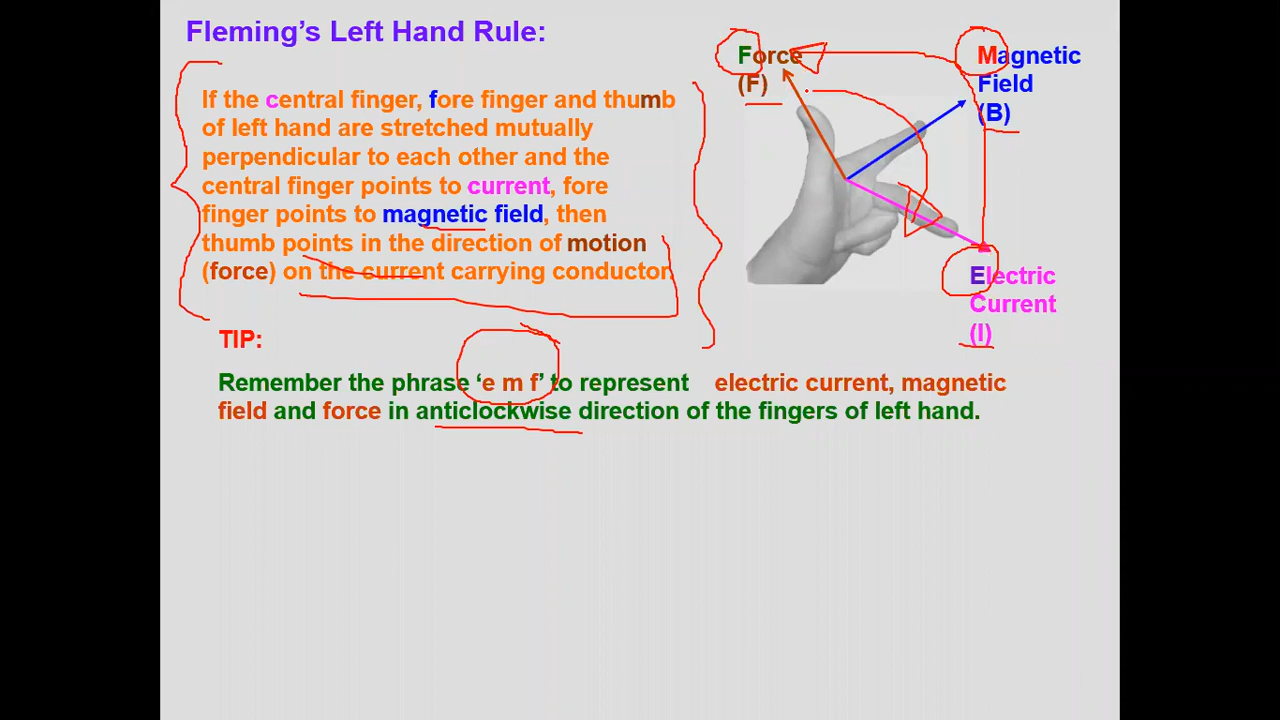 Fleming's Left Hand Rule:
If the central finger, fore finger and thumb
of left hand are stretched mutually
perpendicular to each other and the
central finger points to current, fore
finger points to magnetic field, then
thumb points in the direction of motion
(force) on the current carrying conductor.
Force
(F)
Magnetic
Field
(B)
Electric
Current
(I)
TIP:
Remember the phrase 'e m f' to represent electric current, magnetic
field and force in anticlockwise direction of the fingers of left hand.